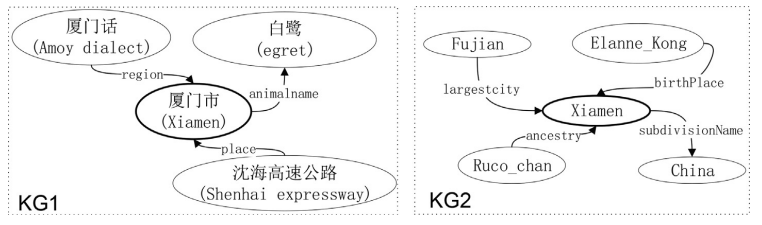 厦门话
(Amoy dialect)
白鹭
(egret)
region
animalname
厦门市
(Xiamen)
place
沈海高速公路
(Shenhai expressway)
KG1
Fujian
Elanne_Kong
largestcity
birthPlace
Xiamen
ancestry
subdivisionName
Ruco_chan
China
KG2